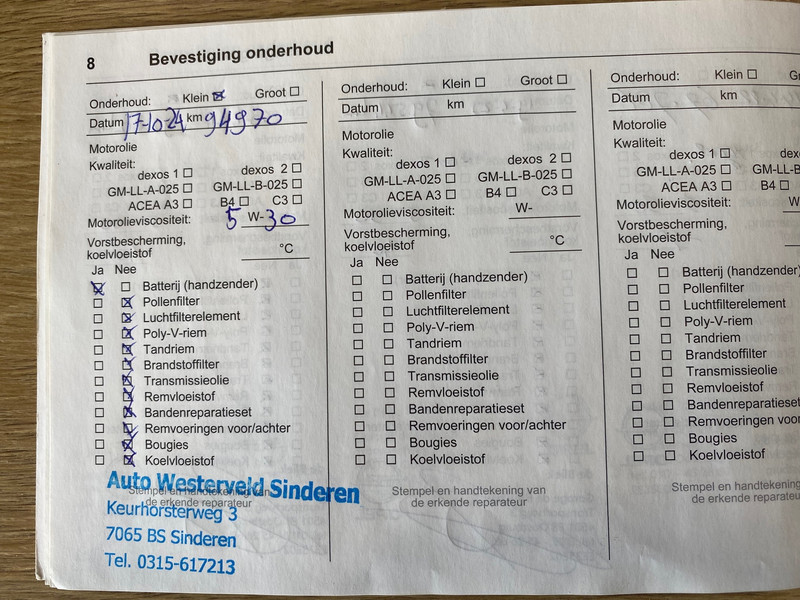 8 Bevestiging onderhoud
Onderhoud: Klein ☒ Groot ☐
Datum 17-10-24 km 94970
Motorolie
Kwaliteit:
dexos 1 ☐ dexos 2 ☐
GM-LL-A-025 ☐ GM-LL-B-025 ☐
ACEA A3 ☐ B4 ☐ C3 ☐
Motorolieviscositeit: 5 W-30
Vorstbescherming,
koelvloeistof °C
Ja Nee
☒ ☐ Batterij (handzender)
☐ ☒ Pollenfilter
☐ ☒ Luchtfilterelement
☐ ☒ Poly-V-riem
☐ ☒ Tandriem
☐ ☒ Brandstoffilter
☐ ☒ Transmissieolie
☐ ☒ Remvloeistof
☐ ☒ Bandenreparatieset
☐ ☒ Remvoeringen voor/achter
☐ ☒ Bougies
☐ ☒ Koelvloeistof
Auto Westerveld Sinderen
Stempel en handtekening van
de erkende reparateur
Keurhorsterweg 3
7065 BS Sinderen
Tel. 0315-617213
Onderhoud: Klein ☐ Groot ☐
Datum km
Motorolie
Kwaliteit:
dexos 1 ☐ dexos 2 ☐
GM-LL-A-025 ☐ GM-LL-B-025 ☐
ACEA A3 ☐ B4 ☐ C3 ☐
Motorolieviscositeit: W-
Vorstbescherming,
koelvloeistof °C
Ja Nee
☐ ☐ Batterij (handzender)
☐ ☐ Pollenfilter
☐ ☐ Luchtfilterelement
☐ ☐ Poly-V-riem
☐ ☐ Tandriem
☐ ☐ Brandstoffilter
☐ ☐ Transmissieolie
☐ ☐ Remvloeistof
☐ ☐ Bandenreparatieset
☐ ☐ Remvoeringen voor/achter
☐ ☐ Bougies
☐ ☐ Koelvloeistof
Stempel en handtekening van
de erkende reparateur
Onderhoud: Klein ☐
Datum km
Motorolie
Kwaliteit:
dexos 1 ☐ dexos
GM-LL-A-025 ☐ GM-LL-B
ACEA A3 ☐ B4 ☐
Motorolieviscositeit: W
Vorstbescherming,
koelvloeistof
Ja Nee
☐ ☐ Batterij (handzender)
☐ ☐ Pollenfilter
☐ ☐ Luchtfilterelement
☐ ☐ Poly-V-riem
☐ ☐ Tandriem
☐ ☐ Brandstoffilter
☐ ☐ Transmissieolie
☐ ☐ Remvloeistof
☐ ☐ Bandenreparatieset
☐ ☐ Remvoeringen voo
☐ ☐ Bougies
☐ ☐ Koelvloeistof
Stempel en handteken
de erkende repar